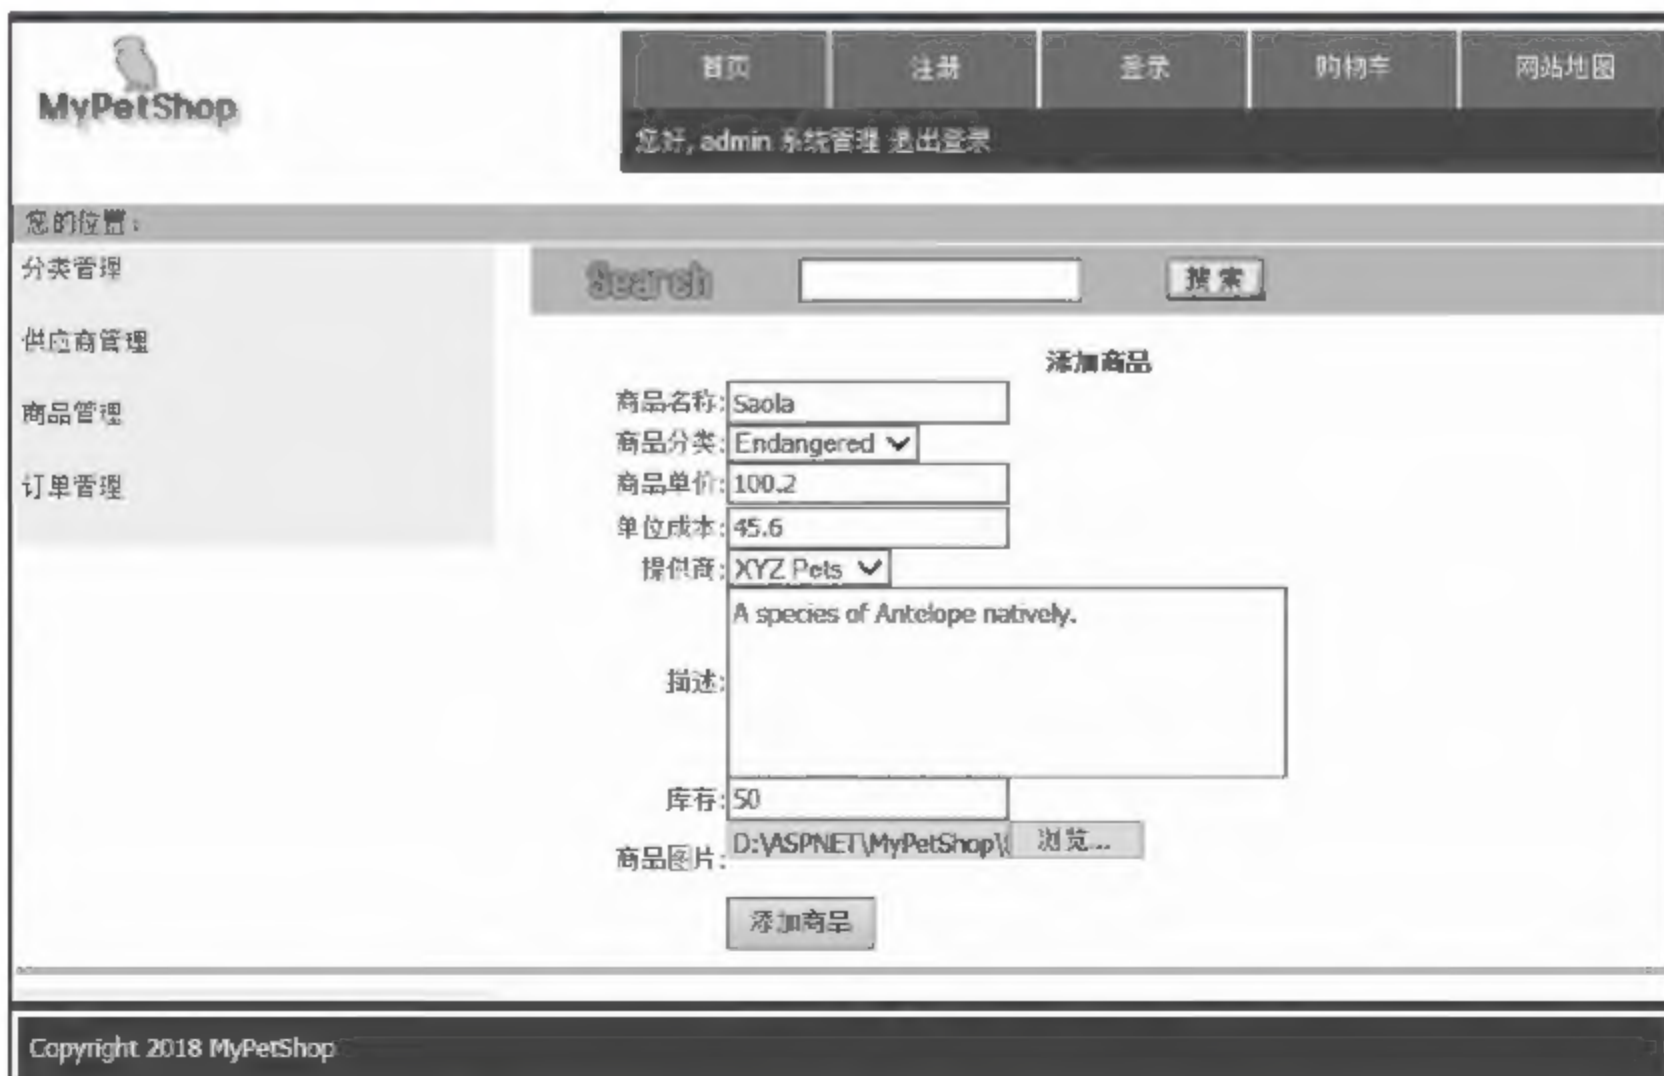 MyPetShop
首页 注册 登录 购物车 网站地图
您好, admin 系统管理 退出登录
您的位置:
分类管理
供应商管理
商品管理
订单管理
Search 搜 索
添加商品
商品名称: Saola
商品分类: Endangered
商品单价: 100.2
单位成本: 45.6
提供商: XYZ Pets
描述: A species of Antelope natively.
库存: 50
商品图片: D:\ASPNET\MyPetShop\ 浏览...
添加商品
Copyright 2018 MyPetShop